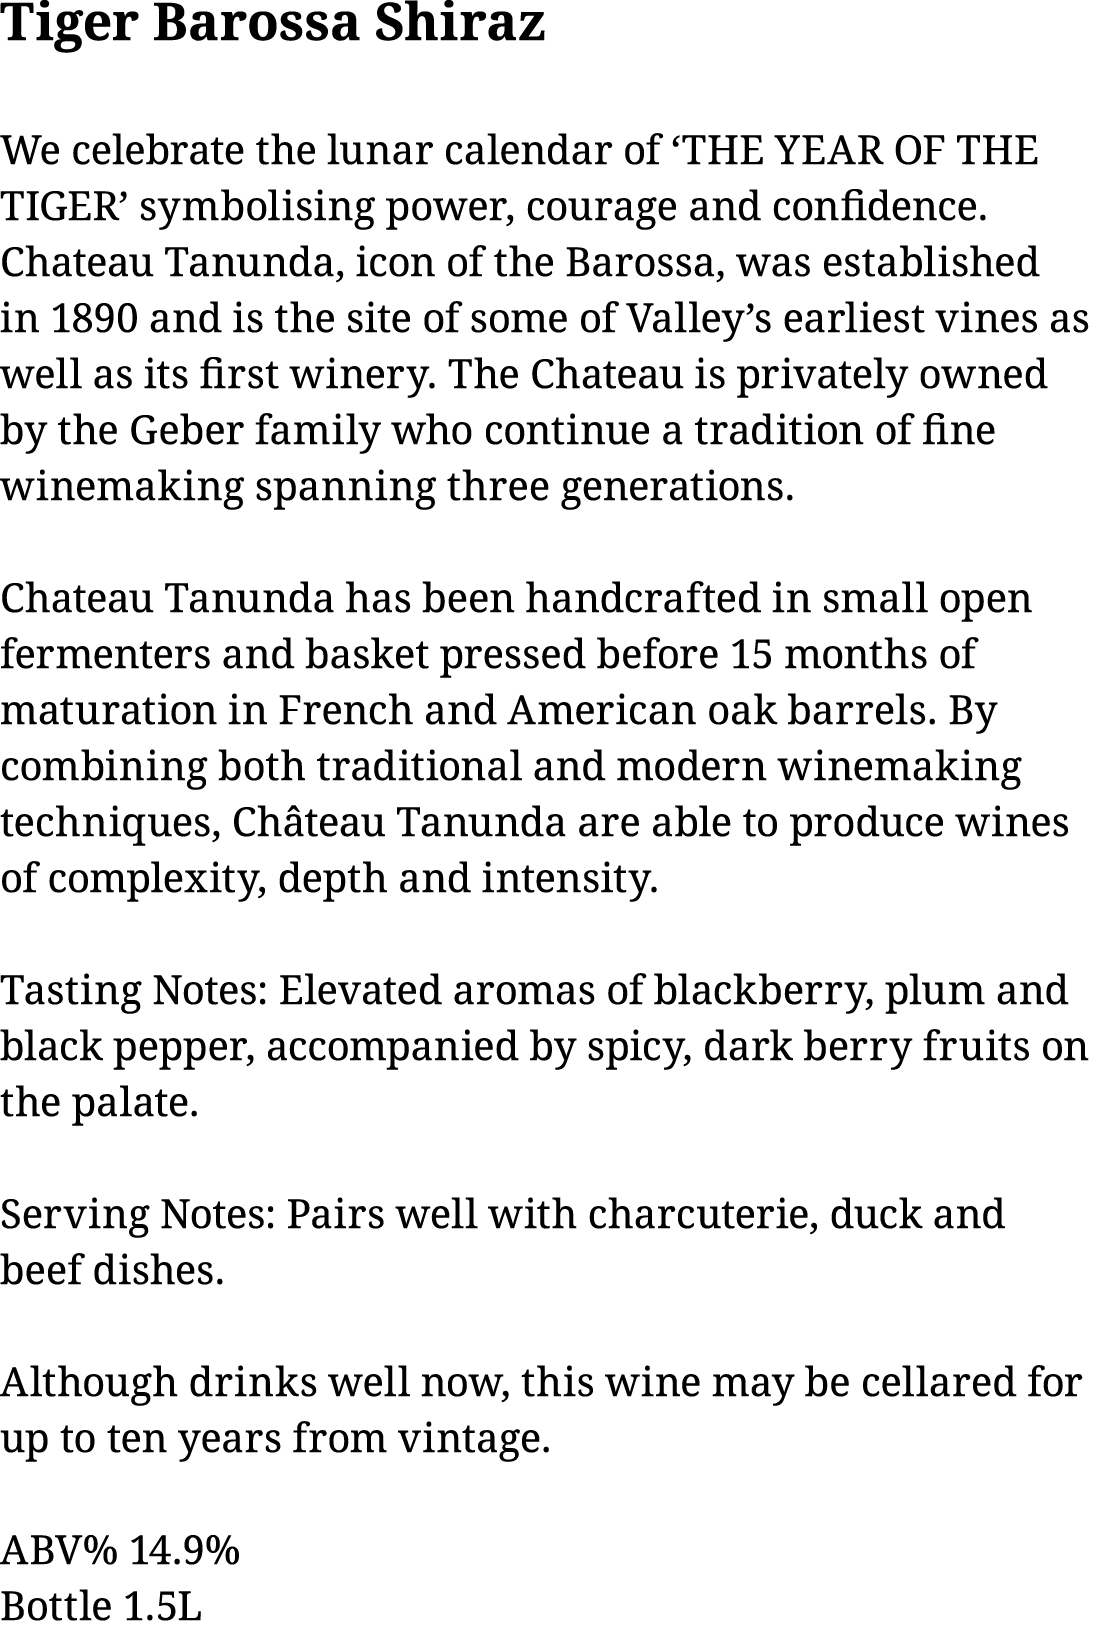 Tiger Barossa Shiraz
We celebrate the lunar calendar of ‘THE YEAR OF THE
TIGER’ symbolising power, courage and confidence.
Chateau Tanunda, icon of the Barossa, was established
in 1890 and is the site of some of Valley’s earliest vines as
well as its first winery. The Chateau is privately owned
by the Geber family who continue a tradition of fine
winemaking spanning three generations.
Chateau Tanunda has been handcrafted in small open
fermenters and basket pressed before 15 months of
maturation in French and American oak barrels. By
combining both traditional and modern winemaking
techniques, Château Tanunda are able to produce wines
of complexity, depth and intensity.
Tasting Notes: Elevated aromas of blackberry, plum and
black pepper, accompanied by spicy, dark berry fruits on
the palate.
Serving Notes: Pairs well with charcuterie, duck and
beef dishes.
Although drinks well now, this wine may be cellared for
up to ten years from vintage.
ABV% 14.9%
Bottle 1.5L